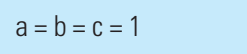 a = b = c = 1